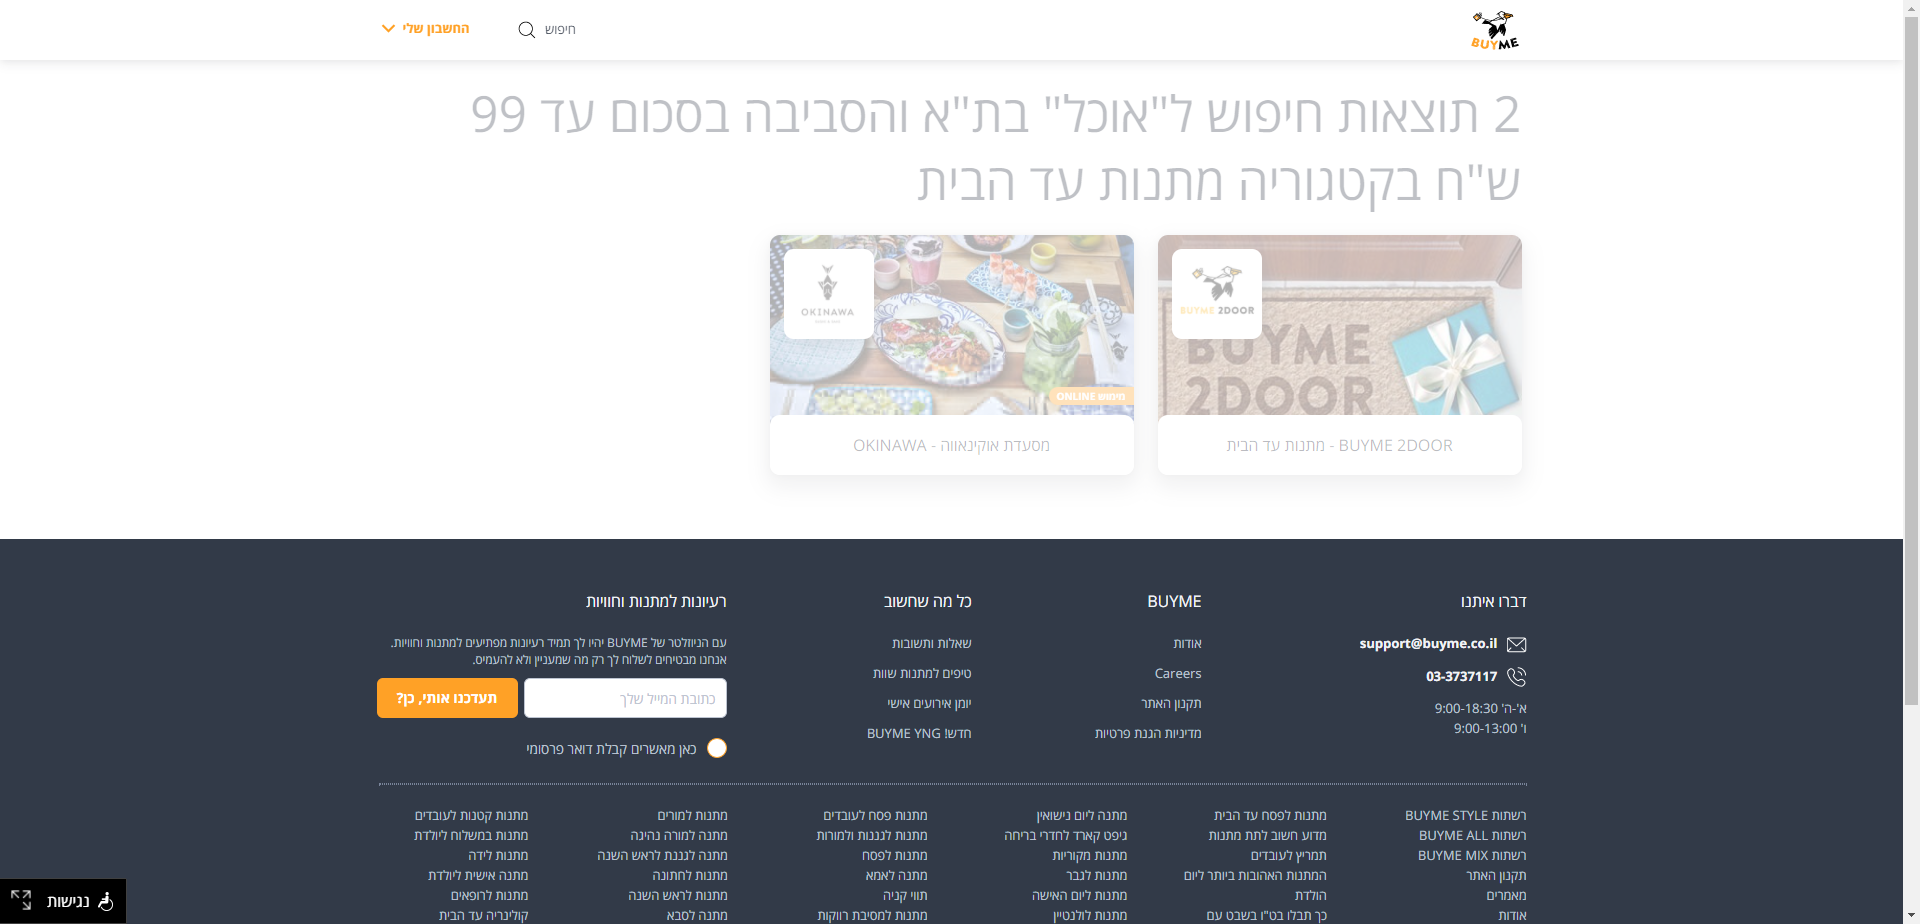 BUYME
חיפוש
החשבון שלי
2 תוצאות חיפוש ל"אוכל" בת"א והסביבה בסכום עד 99
ש"ח בקטגוריה מתנות עד הבית
BUYME 2DOOR
BUYME
2DOOR
BUYME 2DOOR - מתנות עד הבית
OKINAWA
מימוש ONLINE
מסעדת אוקינאווה - OKINAWA
דברו איתנו
support@buyme.co.il
03-3737117
א'-ה' 9:00-18:30
ו' 9:00-13:00
BUYME
אודות
Careers
תקנון האתר
מדיניות הגנת פרטיות
כל מה שחשוב
שאלות ותשובות
טיפים למתנות שוות
יומן אירועים אישי
חדש! BUYME YNG
רעיונות למתנות וחוויות
עם הניוזלטר של BUYME יהיו לך תמיד רעיונות מפתיעים למתנות וחוויות.
אנחנו מבטיחים לשלוח לך רק מה שמעניין ולא להעמיס.
כתובת המייל שלך
תעדכנו אותי, כן?
כאן מאשרים קבלת דואר פרסומי
רשתות BUYME STYLE
רשתות BUYME ALL
רשתות BUYME MIX
תקנון האתר
מאמרים
אודות
מתנות לפסח עד הבית
מדוע חשוב לתת מתנות
תמריץ לעובדים
המתנות האהובות ביותר ליום
הולדת
כך תבלו בט"ו בשבט עם
מתנה ליום נישואין
גיפט קארד לחדרי בריחה
מתנות מקוריות
מתנות לגבר
מתנות ליום האישה
מתנות לולנטיין
מתנות פסח לעובדים
מתנות לגננות ולמורות
מתנות לפסח
מתנה לאמא
תווי קניה
מתנות למסיבת רווקות
מתנות למורים
מתנה למורה נהיגה
מתנה לגננת לראש השנה
מתנות לחתונה
מתנות לראש השנה
מתנה לסבא
מתנות קטנות לעובדים
מתנות במשלוח ליולדת
מתנות לידה
מתנה אישית ליולדת
מתנות לרופאים
קולינריה עד הבית
נגישות